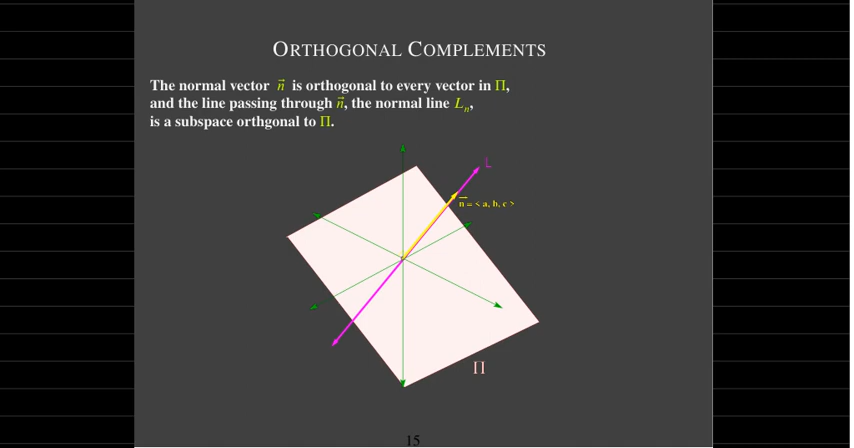 ORTHOGONAL COMPLEMENTS
The normal vector n⃗ is orthogonal to every vector in Π,
and the line passing through n⃗, the normal line Lₙ,
is a subspace orthgonal to Π.
L
n⃗ = < a, b, c >
Π
15